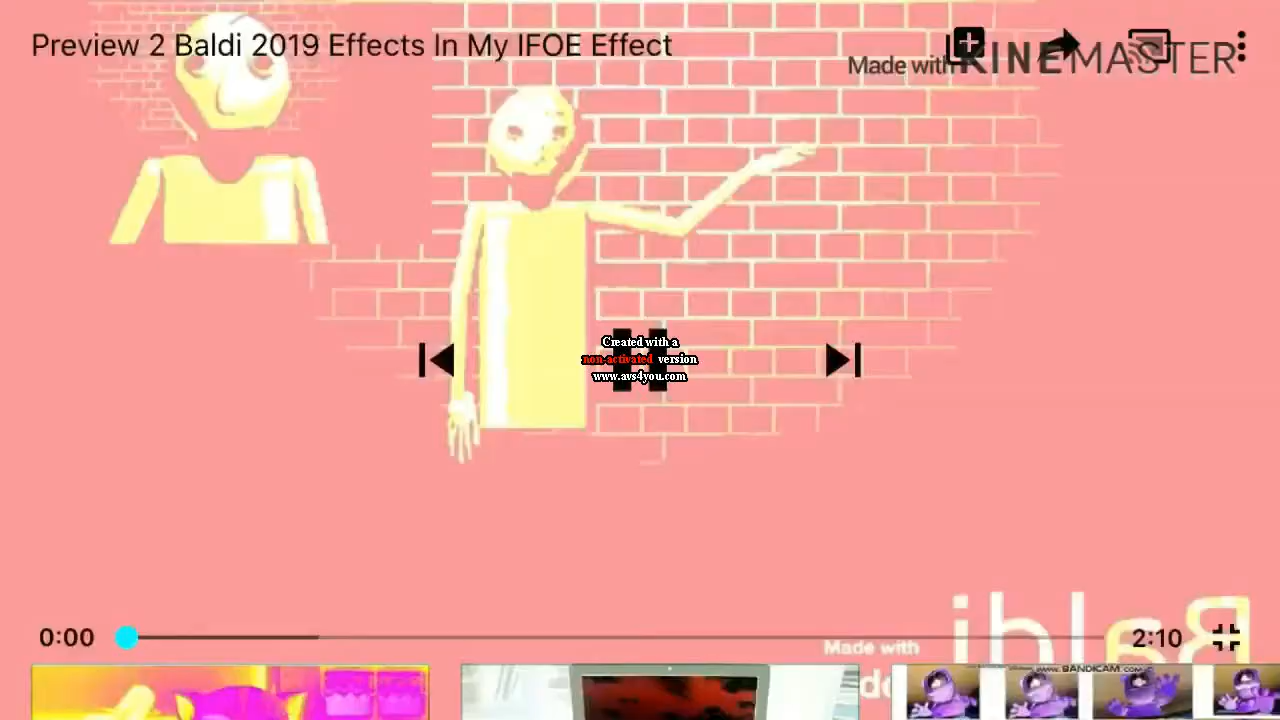 Preview 2 Baldi 2019 Effects In My IFOE Effect
Made with KINEMASTER
Created with a
non-activated version
www.avs4you.com
0:00
2:10
Made with
Baldi
www.BANDICAM.com